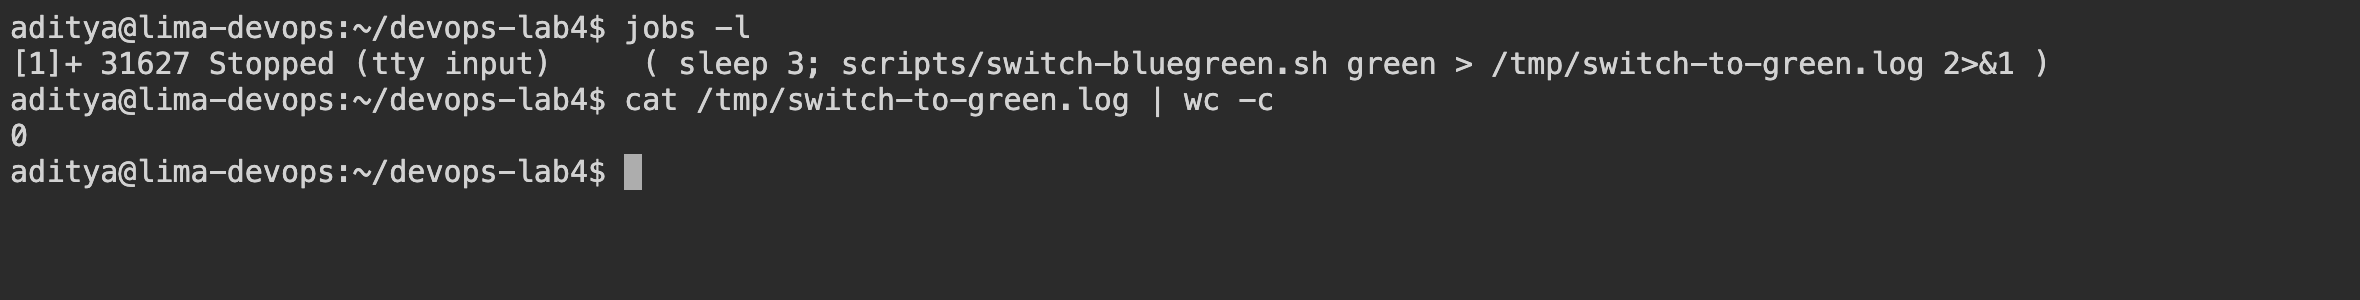 aditya@lima-devops:~/devops-lab4$ jobs -l
[1]+ 31627 Stopped (tty input)     ( sleep 3; scripts/switch-bluegreen.sh green > /tmp/switch-to-green.log 2>&1 )
aditya@lima-devops:~/devops-lab4$ cat /tmp/switch-to-green.log | wc -c
0
aditya@lima-devops:~/devops-lab4$